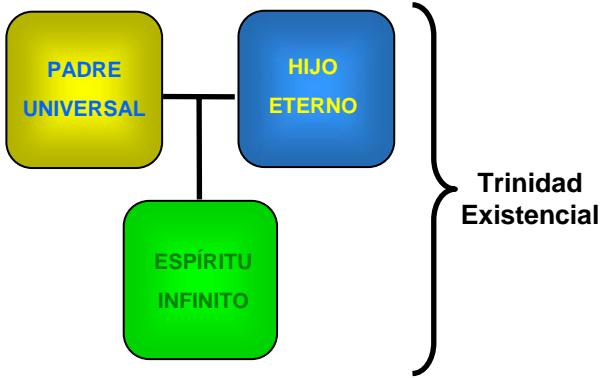 PADRE
UNIVERSAL
HIJO
ETERNO
ESPÍRITU
INFINITO
Trinidad
Existencial